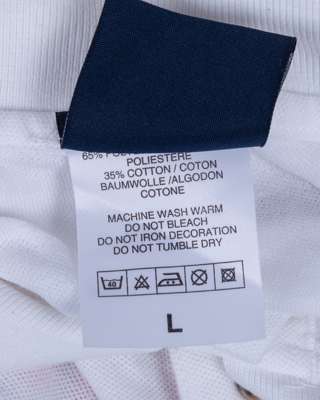 65%
POLIESTERE
35% COTTON / COTON
BAUMWOLLE /ALGODON
COTONE
MACHINE WASH WARM
DO NOT BLEACH
DO NOT IRON DECORATION
DO NOT TUMBLE DRY
40
L